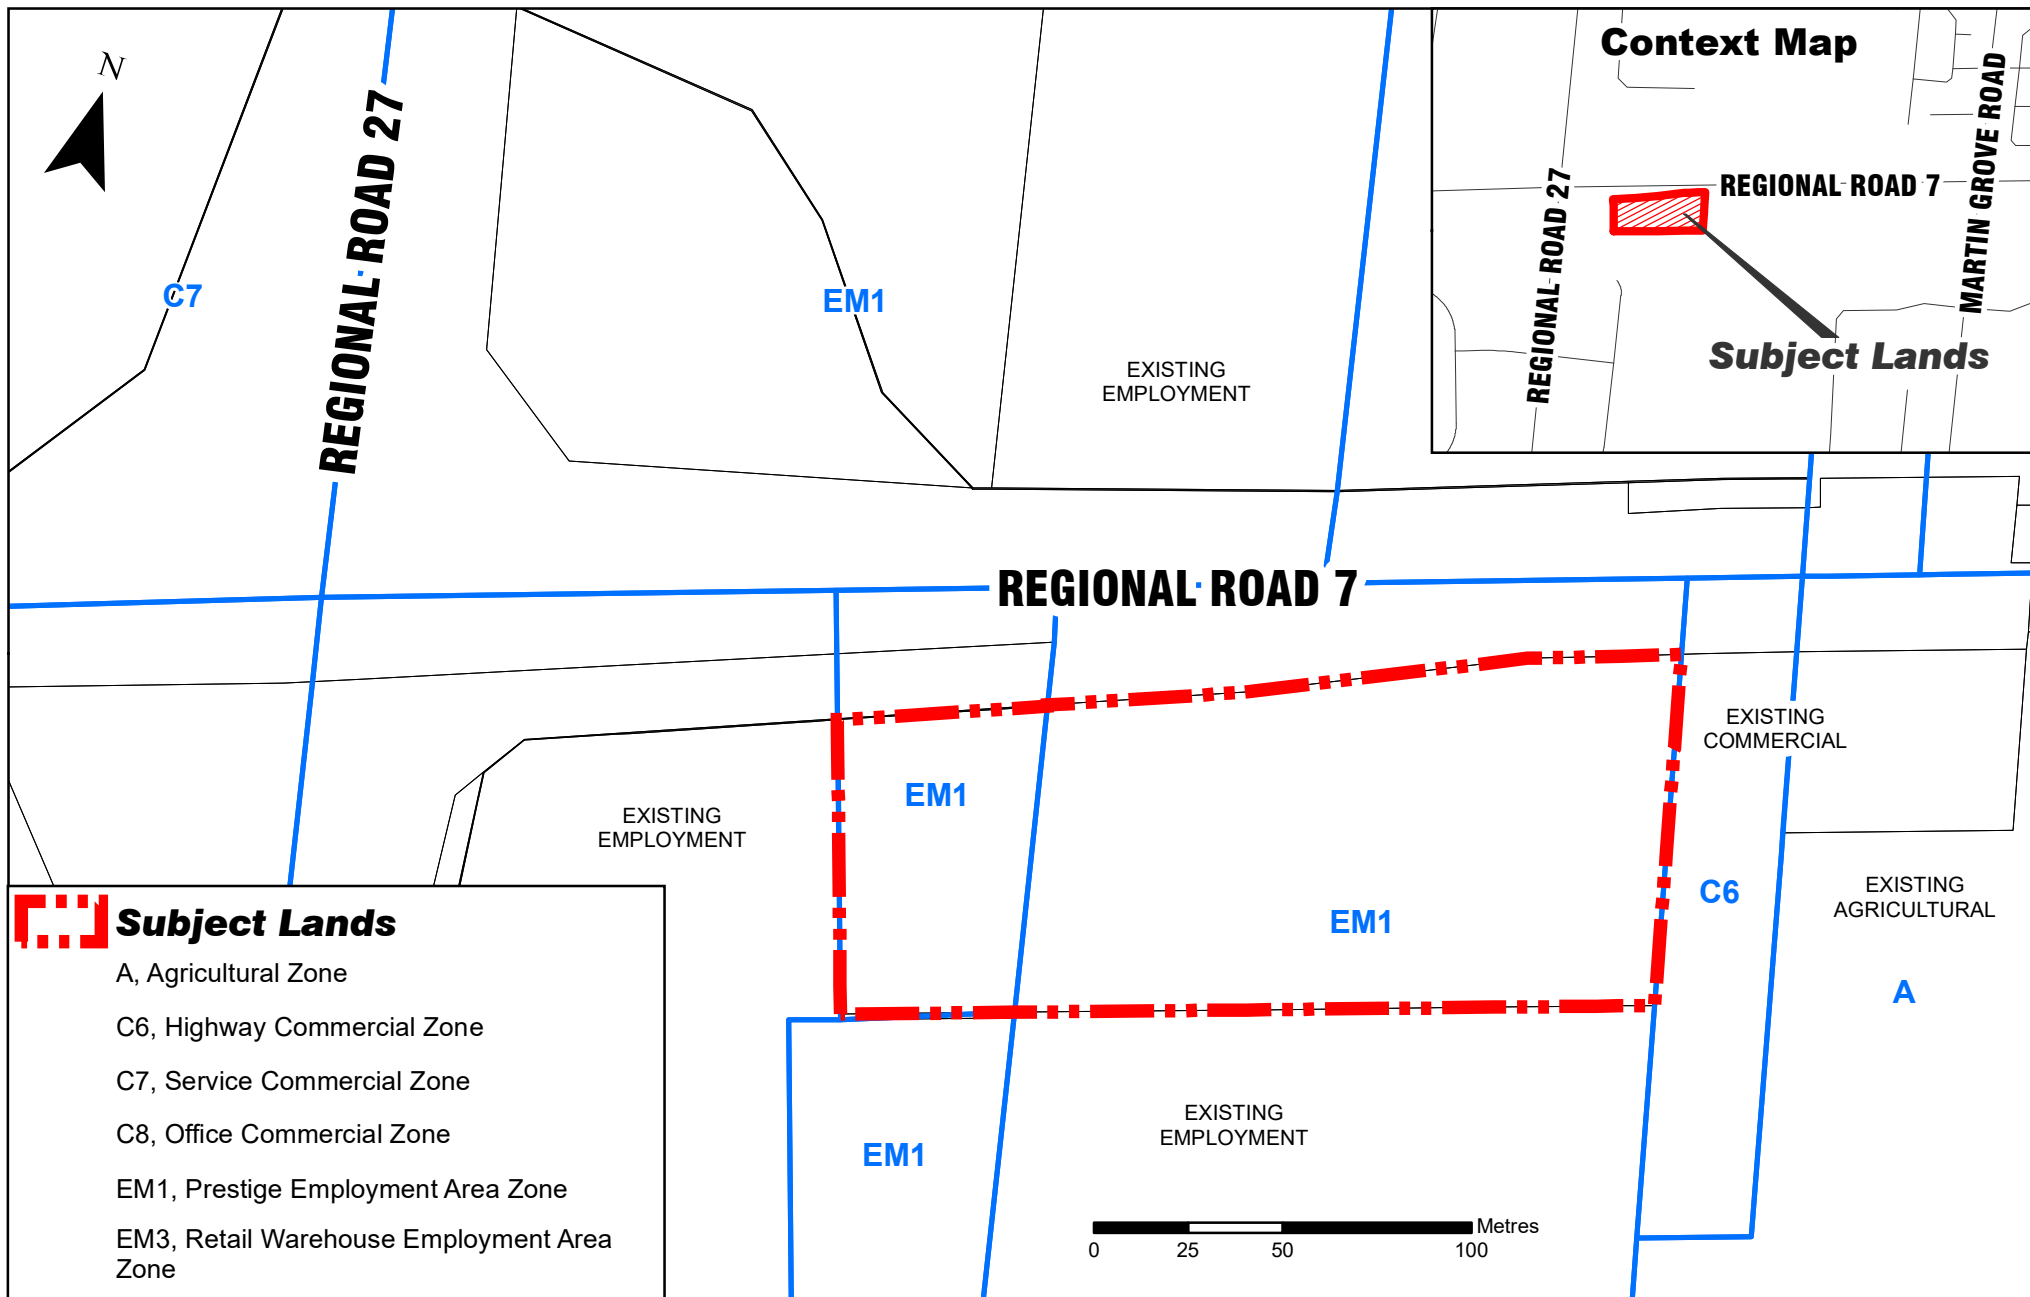 N
REGIONAL ROAD 27
C7
EM1
EXISTING
EMPLOYMENT
Context Map
REGIONAL ROAD 7
REGIONAL ROAD 27
MARTIN GROVE ROAD
Subject Lands
REGIONAL ROAD 7
EXISTING
COMMERCIAL
EM1
EXISTING
EMPLOYMENT
EM1
C6
EXISTING
AGRICULTURAL
A
EXISTING
EMPLOYMENT
EM1
Metres
0 25 50 100
Subject Lands
A, Agricultural Zone
C6, Highway Commercial Zone
C7, Service Commercial Zone
C8, Office Commercial Zone
EM1, Prestige Employment Area Zone
EM3, Retail Warehouse Employment Area
Zone